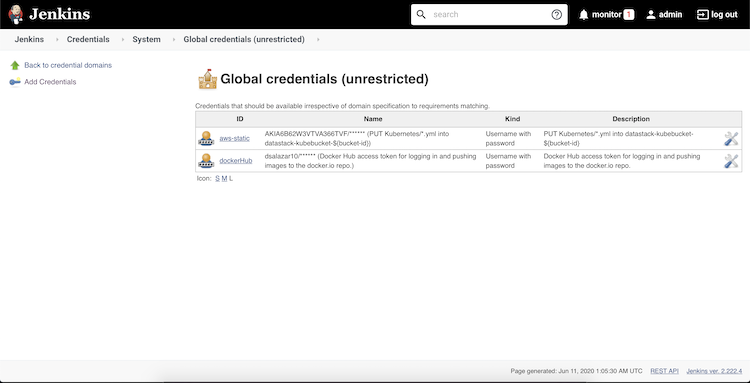 Jenkins
search
monitor 1
admin
log out
Jenkins
Credentials
System
Global credentials (unrestricted)
Back to credential domains
Add Credentials
Global credentials (unrestricted)
Credentials that should be available irrespective of domain specification to requirements matching.
ID Name Kind Description
aws-static
AKIA6B62W3VTVA366TVF/****** (PUT Kubernetes/*.yml into
datastack-kubebucket-${bucket-id})
Username with
password
PUT Kubernetes/*.yml into datastack-kubebucket-
${bucket-id}
dockerHub
dsalazar10/****** (Docker Hub access token for logging in and pushing
images to the docker.io repo.)
Username with
password
Docker Hub access token for logging in and pushing
images to the docker.io repo.
Icon: S M L
Page generated: Jun 11, 2020 1:05:30 AM UTC
REST API
Jenkins ver. 2.222.4